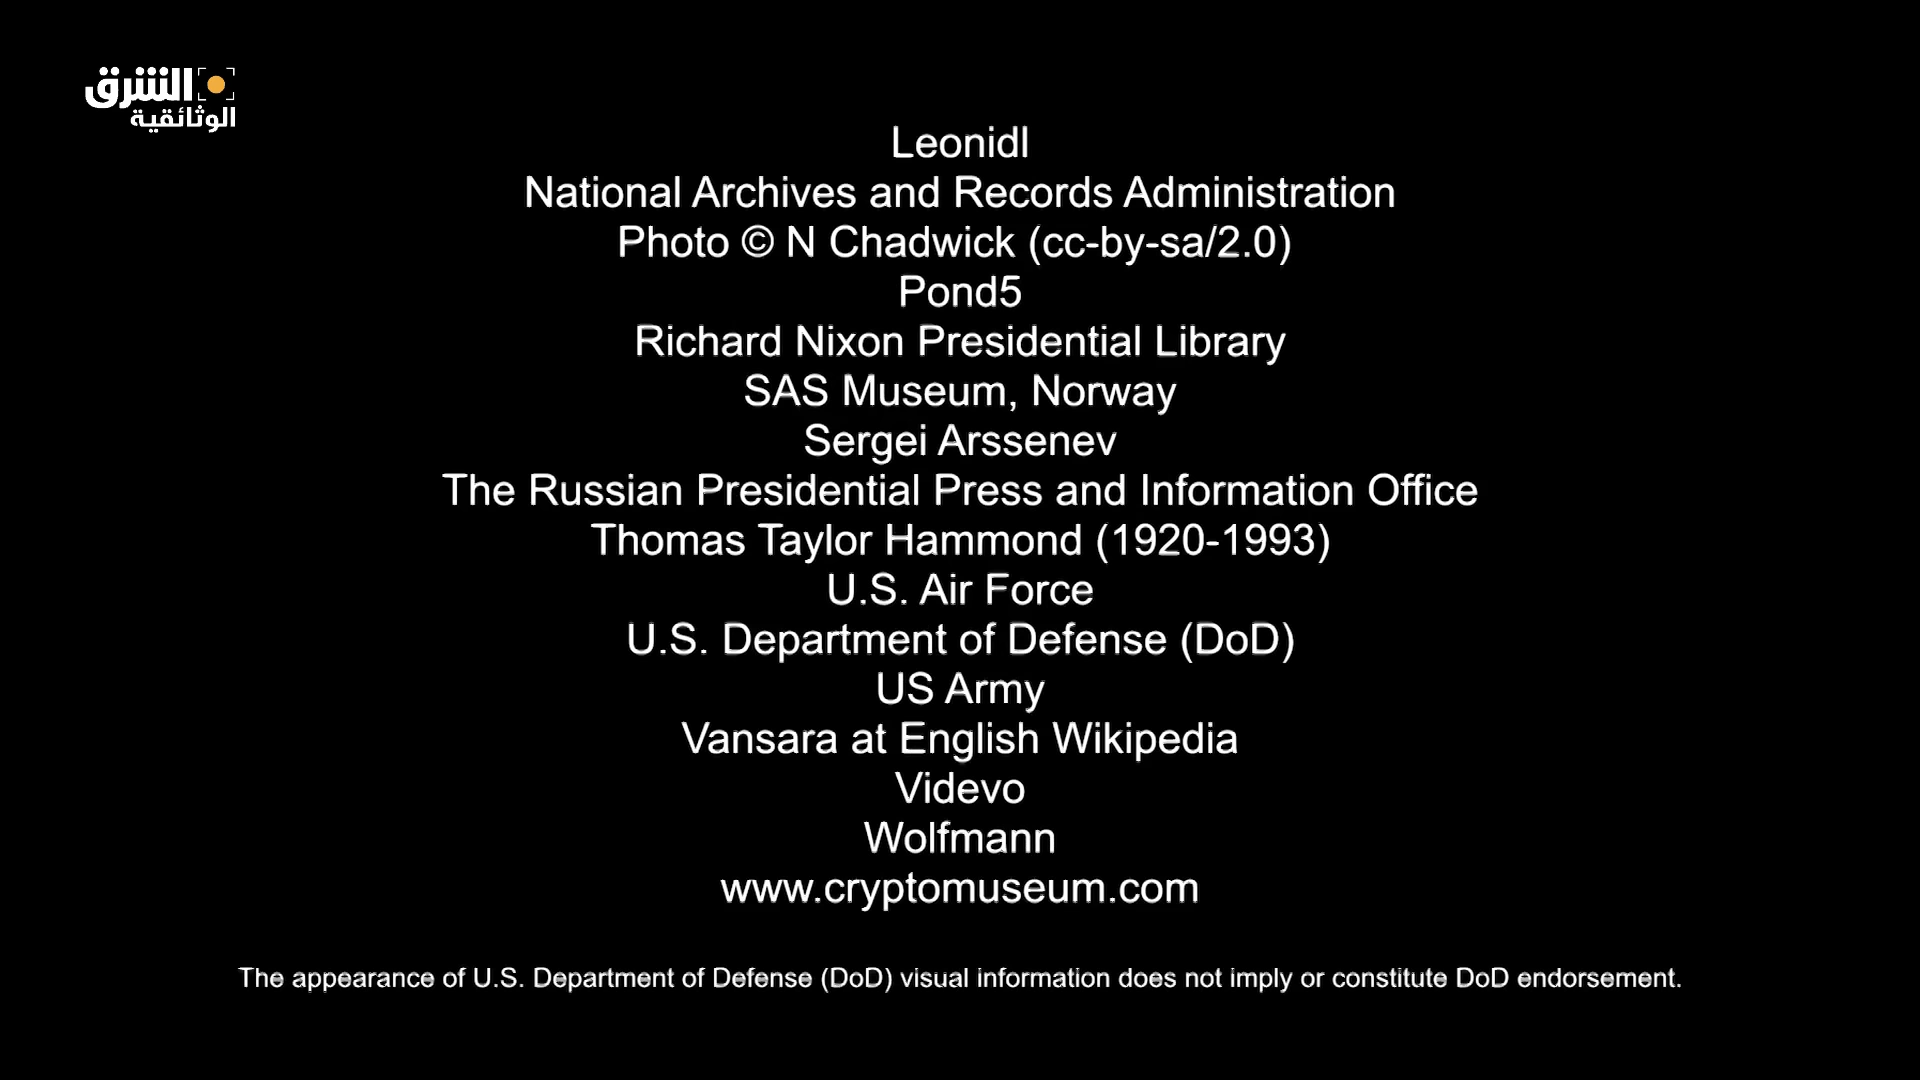 الشرق
الوثائقية
Leonidl
National Archives and Records Administration
Photo © N Chadwick (cc-by-sa/2.0)
Pond5
Richard Nixon Presidential Library
SAS Museum, Norway
Sergei Arssenev
The Russian Presidential Press and Information Office
Thomas Taylor Hammond (1920-1993)
U.S. Air Force
U.S. Department of Defense (DoD)
US Army
Vansara at English Wikipedia
Videvo
Wolfmann
www.cryptomuseum.com
The appearance of U.S. Department of Defense (DoD) visual information does not imply or constitute DoD endorsement.